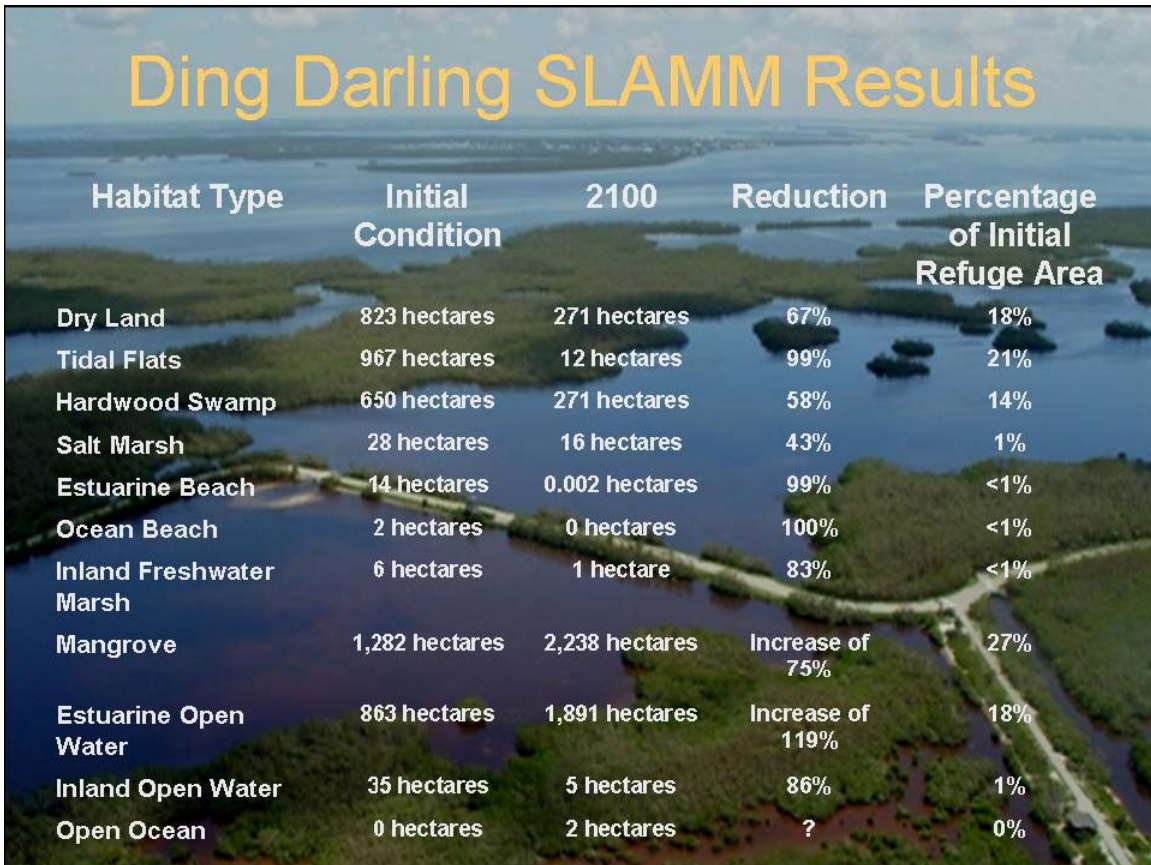 Ding Darling SLAMM Results
Habitat Type Initial Condition 2100 Reduction Percentage of Initial Refuge Area
Dry Land 823 hectares 271 hectares 67% 18%
Tidal Flats 967 hectares 12 hectares 99% 21%
Hardwood Swamp 650 hectares 271 hectares 58% 14%
Salt Marsh 28 hectares 16 hectares 43% 1%
Estuarine Beach 14 hectares 0.002 hectares 99% <1%
Ocean Beach 2 hectares 0 hectares 100% <1%
Inland Freshwater Marsh 6 hectares 1 hectare 83% <1%
Mangrove 1,282 hectares 2,238 hectares Increase of 75% 27%
Estuarine Open Water 863 hectares 1,891 hectares Increase of 119% 18%
Inland Open Water 35 hectares 5 hectares 86% 1%
Open Ocean 0 hectares 2 hectares ? 0%